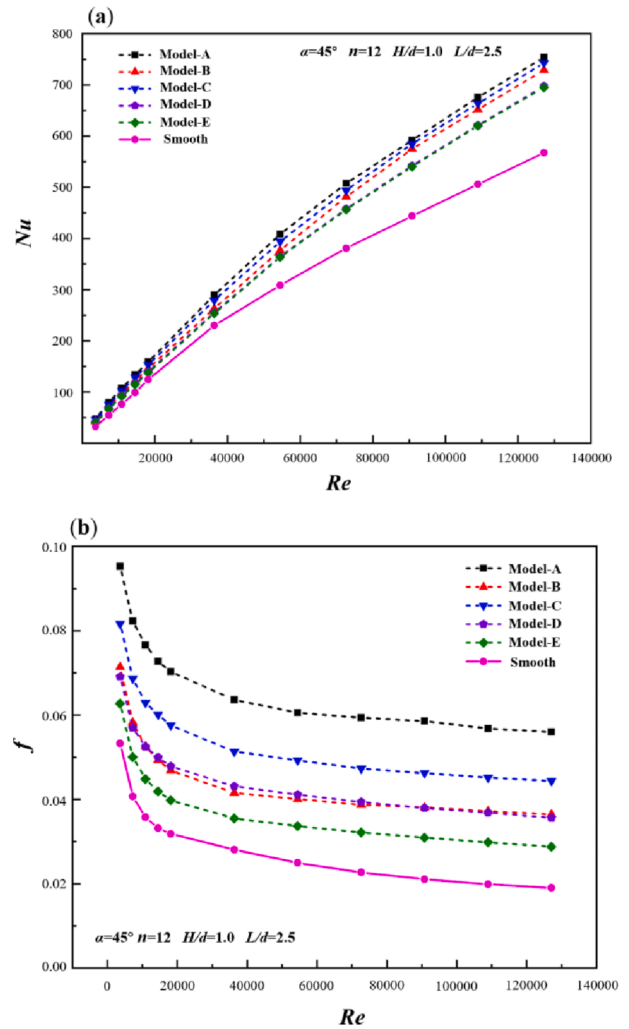 (a)
800
700
600
500
400
300
200
100
Nu
Model-A
Model-B
Model-C
Model-D
Model-E
Smooth
α=45° n=12 H/d=1.0 L/d=2.5
20000 40000 60000 80000 100000 120000 140000
Re
(b)
0.10
0.08
0.06
0.04
0.02
0.00
f
Model-A
Model-B
Model-C
Model-D
Model-E
Smooth
α=45° n=12 H/d=1.0 L/d=2.5
0 20000 40000 60000 80000 100000 120000 140000
Re